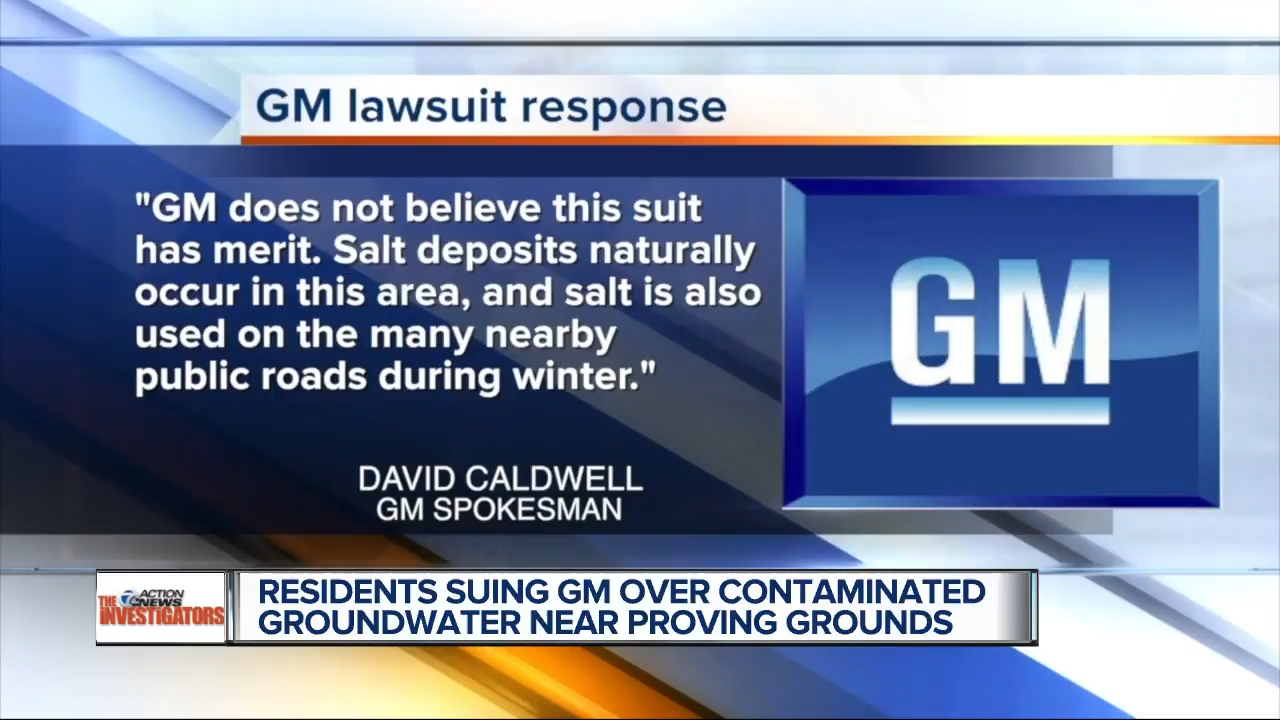 GM lawsuit response
"GM does not believe this suit
has merit. Salt deposits naturally
occur in this area, and salt is also
used on the many nearby
public roads during winter."
DAVID CALDWELL
GM SPOKESMAN
GM
THE 7 ACTION NEWS INVESTIGATORS
RESIDENTS SUING GM OVER CONTAMINATED
GROUNDWATER NEAR PROVING GROUNDS